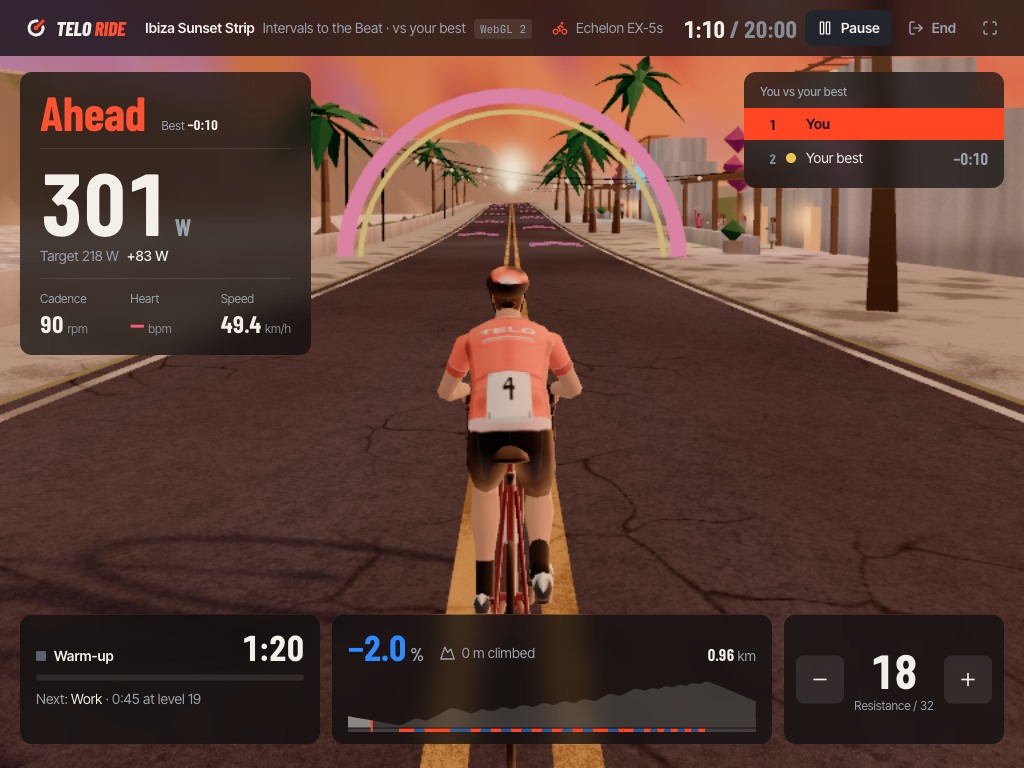 TELO RIDE
Ibiza Sunset Strip Intervals to the Beat · vs your best WebGL 2 Echelon EX-5s 1:10 / 20:00 Pause End
Ahead Best −0:10
301 W
Target 218 W +83 W
Cadence Heart Speed
90 rpm — bpm 49.4 km/h
You vs your best
1 You
2 Your best −0:10
TELO
4
Warm-up 1:20
Next: Work · 0:45 at level 19
−2.0 % 0 m climbed 0.96 km
− 18 +
Resistance / 32